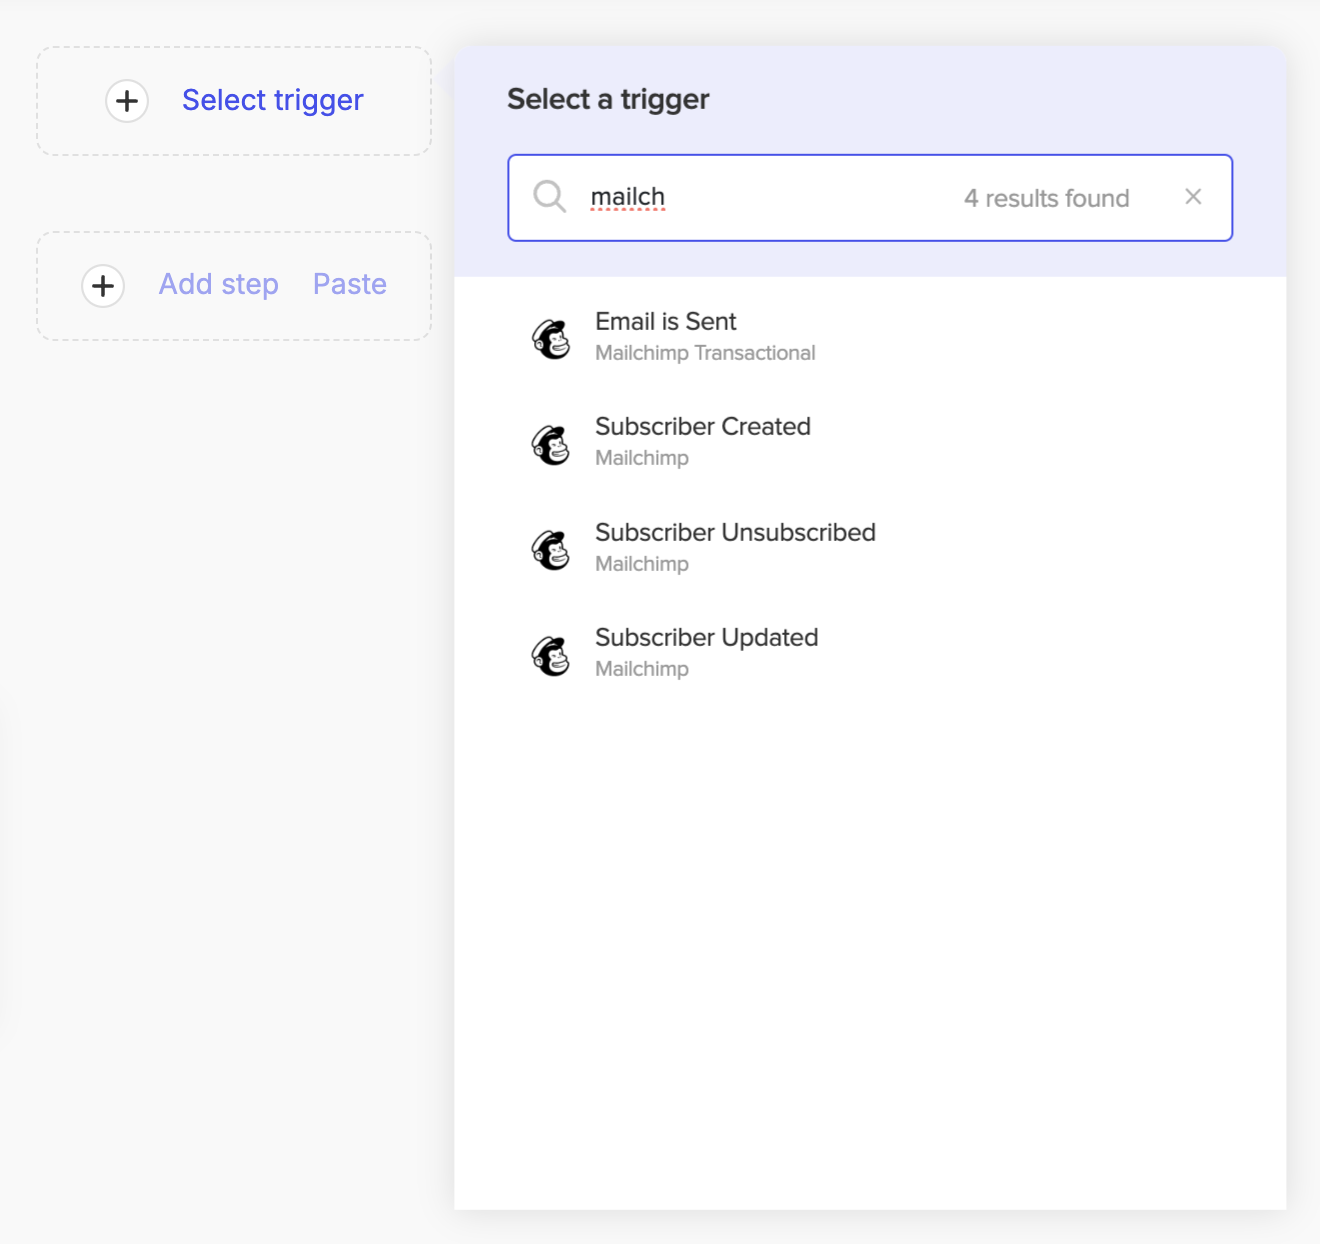 Select trigger
Add step Paste
Select a trigger
mailch 4 results found
Email is Sent
Mailchimp Transactional
Subscriber Created
Mailchimp
Subscriber Unsubscribed
Mailchimp
Subscriber Updated
Mailchimp